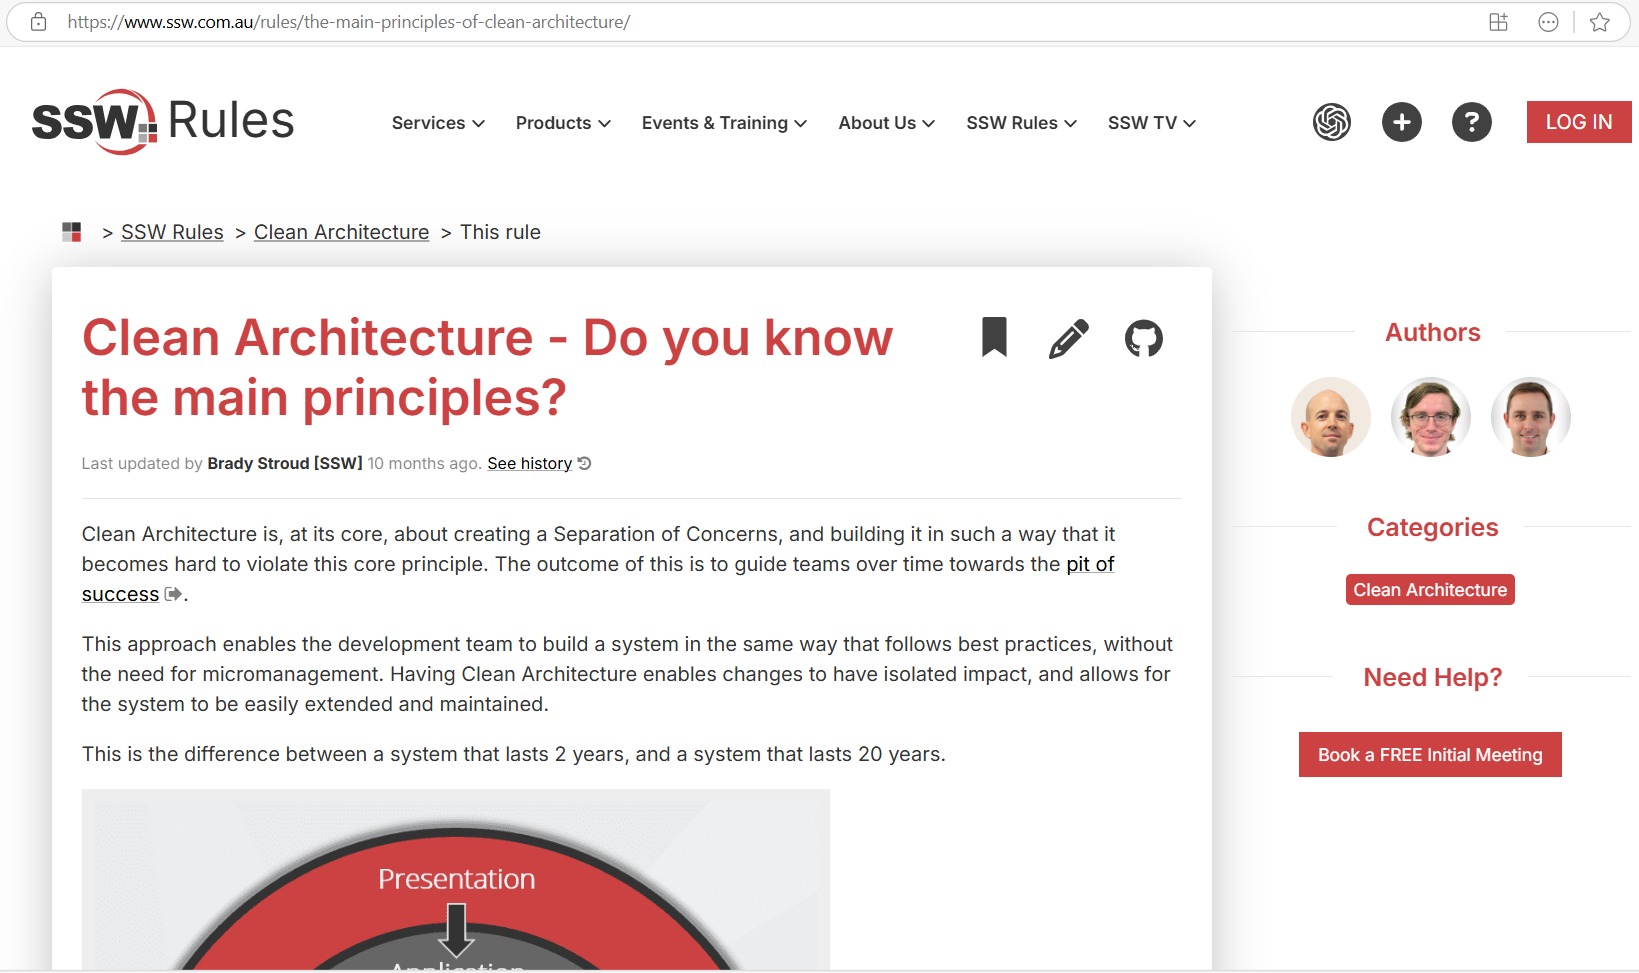 https://www.ssw.com.au/rules/the-main-principles-of-clean-architecture/
SSW Rules
Services
Products
Events & Training
About Us
SSW Rules
SSW TV
+
?
LOG IN
> SSW Rules > Clean Architecture > This rule
Clean Architecture - Do you know
the main principles?
Last updated by Brady Stroud [SSW] 10 months ago. See history
Clean Architecture is, at its core, about creating a Separation of Concerns, and building it in such a way that it
becomes hard to violate this core principle. The outcome of this is to guide teams over time towards the pit of
success.
This approach enables the development team to build a system in the same way that follows best practices, without
the need for micromanagement. Having Clean Architecture enables changes to have isolated impact, and allows for
the system to be easily extended and maintained.
This is the difference between a system that lasts 2 years, and a system that lasts 20 years.
Presentation
Application
Authors
Categories
Clean Architecture
Need Help?
Book a FREE Initial Meeting